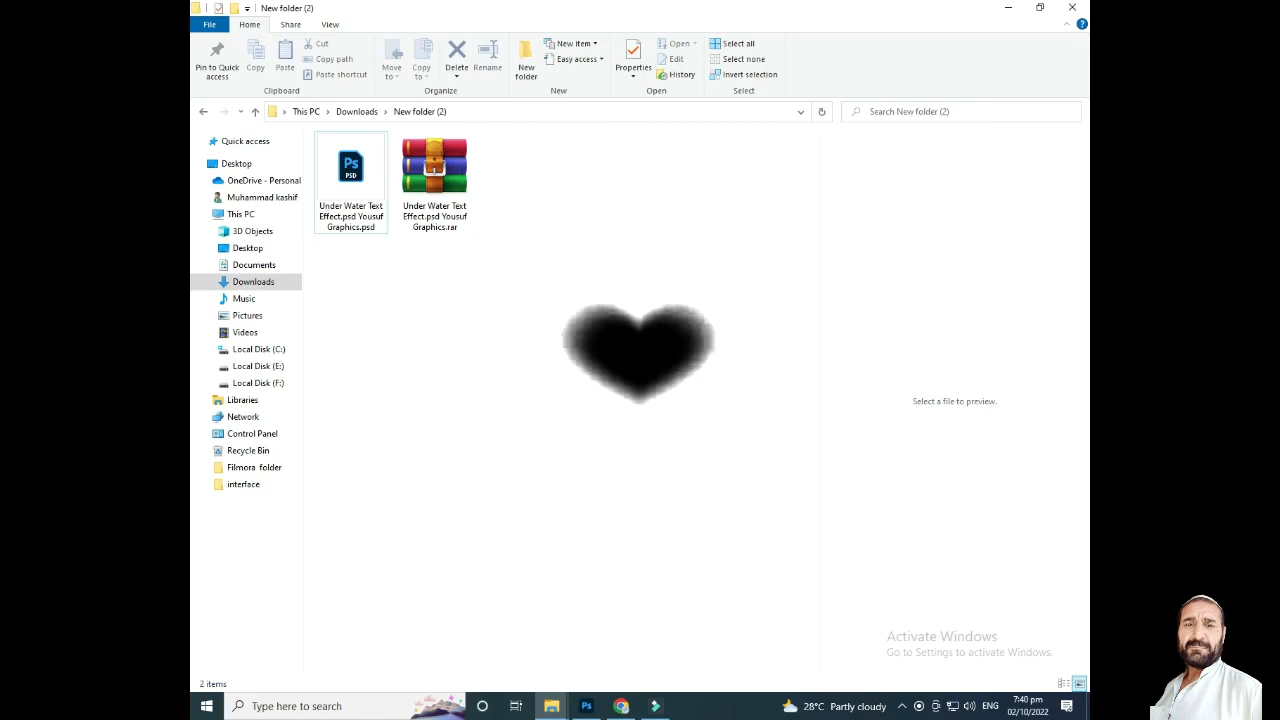 New folder (2)
File
Home
Share
View
Pin to Quick access
Copy
Paste
Cut
Copy path
Paste shortcut
Clipboard
Move to
Copy to
Delete
Rename
Organize
New folder
New item
Easy access
New
Properties
Open
Edit
History
Open
Select all
Select none
Invert selection
Select
This PC
Downloads
New folder (2)
Search New folder (2)
Quick access
Desktop
OneDrive - Personal
Muhammad kashif
This PC
3D Objects
Desktop
Documents
Downloads
Music
Pictures
Videos
Local Disk (C:)
Local Disk (E:)
Local Disk (F:)
Libraries
Network
Control Panel
Recycle Bin
Filmora folder
interface
Ps
PSD
Under Water Text
Effect.psd Yousuf
Graphics.psd
Under Water Text
Effect.psd Yousuf
Graphics.rar
Select a file to preview.
Activate Windows
Go to Settings to activate Windows.
2 items
Type here to search
Ps
28°C Partly cloudy
ENG
7:40 pm
02/10/2022